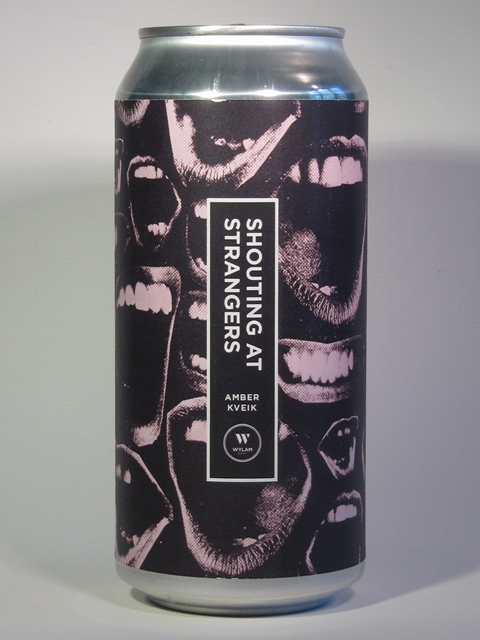 SHOUTING AT
STRANGERS
AMBER
KVEIK
W
WYLAM